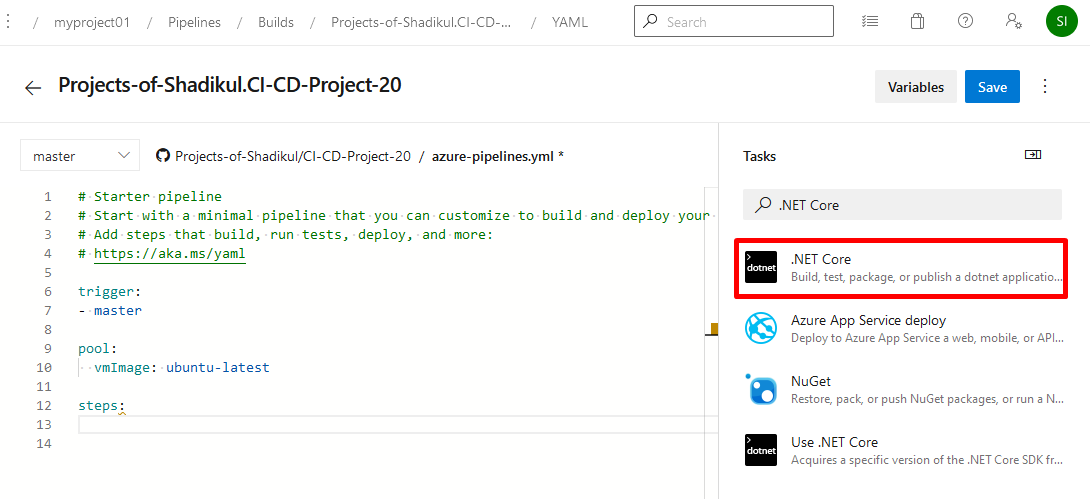 / myproject01 / Pipelines / Builds / Projects-of-Shadikul.CI-CD-... / YAML
Search
SI
Projects-of-Shadikul.CI-CD-Project-20
Variables
Save
master
Projects-of-Shadikul/CI-CD-Project-20 / azure-pipelines.yml *
1 # Starter pipeline
2 # Start with a minimal pipeline that you can customize to build and deploy your
3 # Add steps that build, run tests, deploy, and more:
4 # https://aka.ms/yaml
5
6 trigger:
7 - master
8
9 pool:
10 vmImage: ubuntu-latest
11
12 steps:
13
14
Tasks
.NET Core
dotnet
.NET Core
Build, test, package, or publish a dotnet applicatio...
Azure App Service deploy
Deploy to Azure App Service a web, mobile, or API...
NuGet
Restore, pack, or push NuGet packages, or run a N...
dotnet
Use .NET Core
Acquires a specific version of the .NET Core SDK fr...